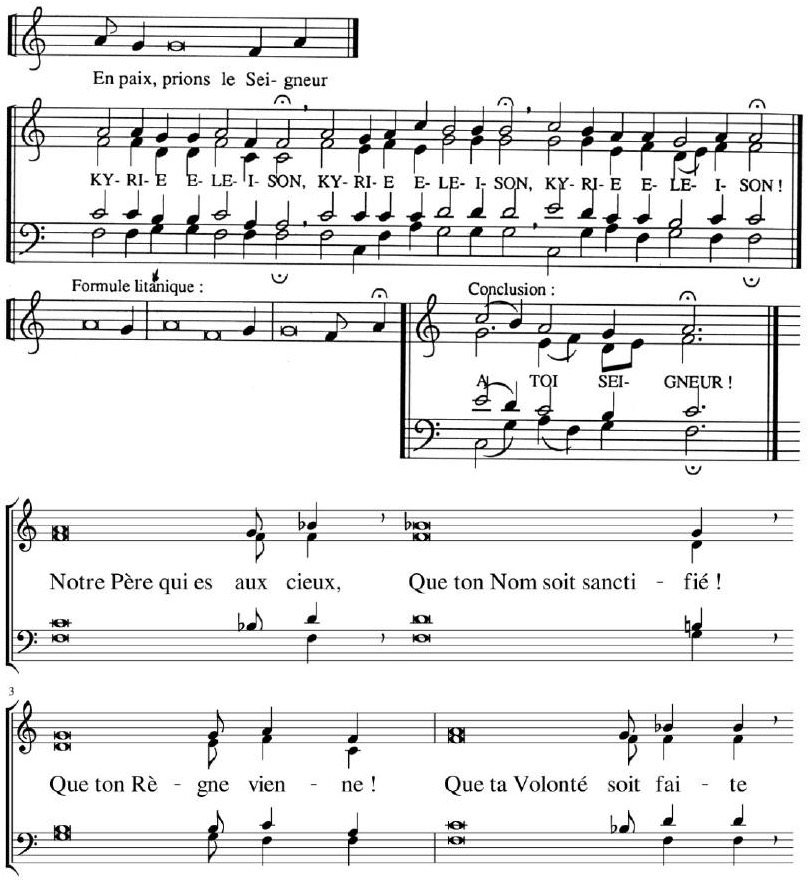 En paix, prions le Sei- gneur
KY- RI- E E- LE- I- SON, KY- RI- E E- LE- I- SON, KY- RI- E E- LE- I- SON !
Formule litanique :
Conclusion :
A TOI SEI- GNEUR !
Notre Père qui es aux cieux, Que ton Nom soit sancti - fié !
3
Que ton Rè - gne vien - ne ! Que ta Volonté soit fai - te